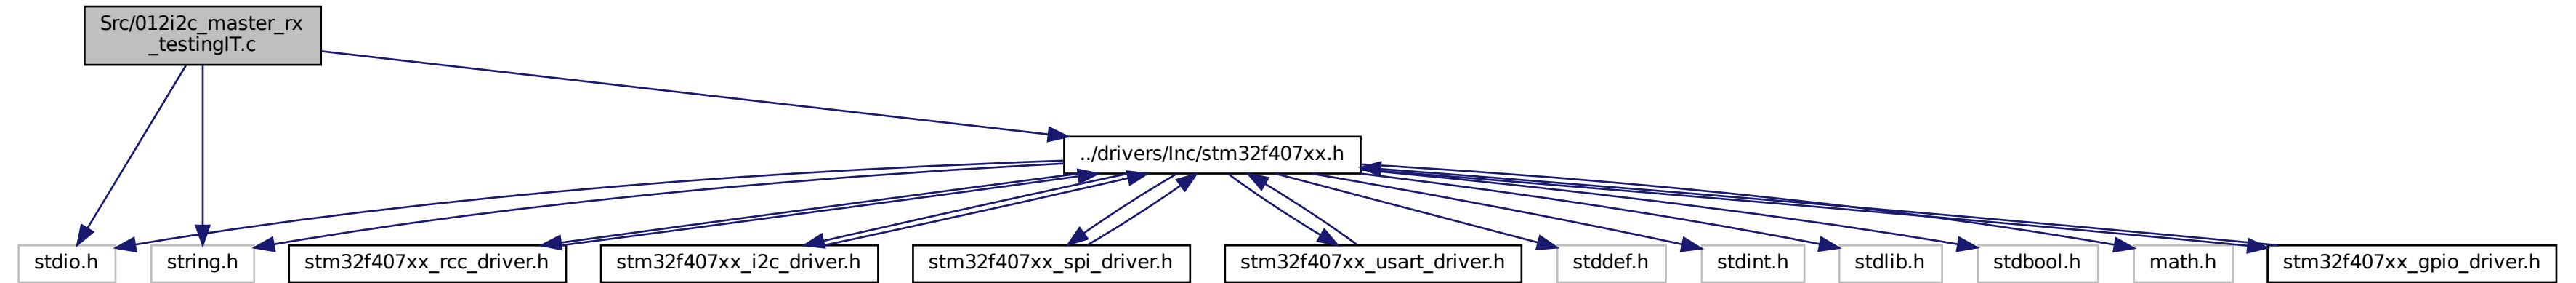 Src/012i2c_master_rx
_testingIT.c
../drivers/Inc/stm32f407xx.h
stdio.h
string.h
stm32f407xx_rcc_driver.h
stm32f407xx_i2c_driver.h
stm32f407xx_spi_driver.h
stm32f407xx_usart_driver.h
stddef.h
stdint.h
stdlib.h
stdbool.h
math.h
stm32f407xx_gpio_driver.h